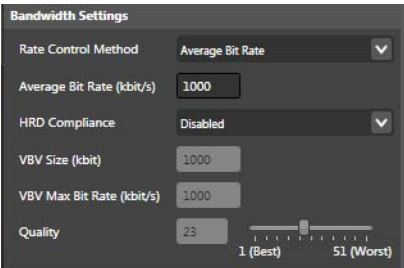 Bandwidth Settings
Rate Control Method Average Bit Rate
Average Bit Rate (kbit/s) 1000
HRD Compliance Disabled
VBV Size (kbit) 1000
VBV Max Bit Rate (kbit/s) 1000
Quality 23
1 (Best) 51 (Worst)